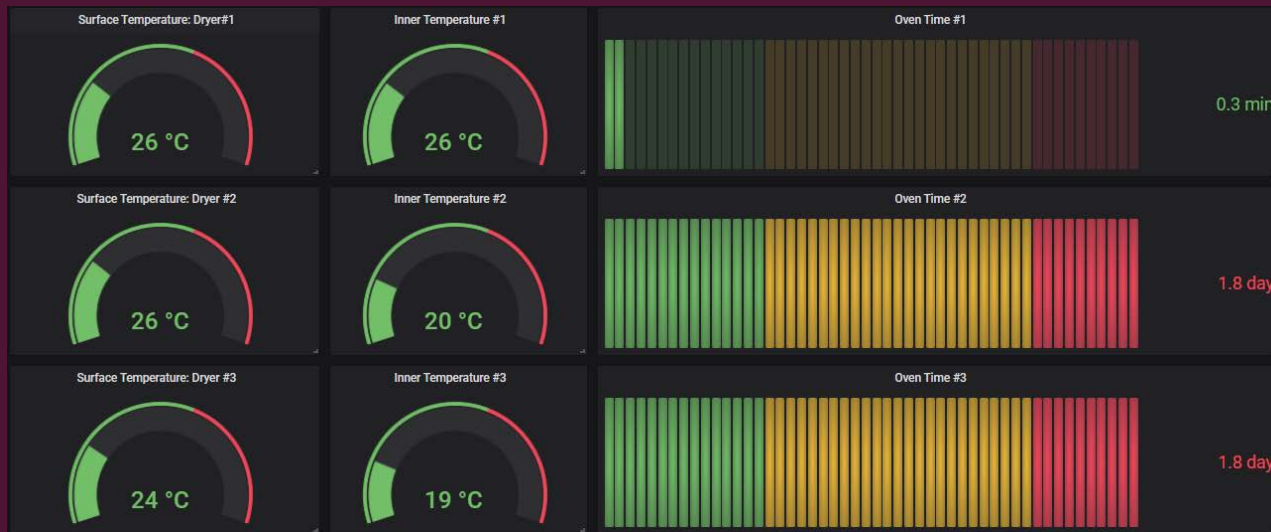 Surface Temperature: Dryer#1
Inner Temperature #1
Oven Time #1
26 °C
26 °C
0.3 min
Surface Temperature: Dryer #2
Inner Temperature #2
Oven Time #2
26 °C
20 °C
1.8 day
Surface Temperature: Dryer #3
Inner Temperature #3
Oven Time #3
24 °C
19 °C
1.8 day